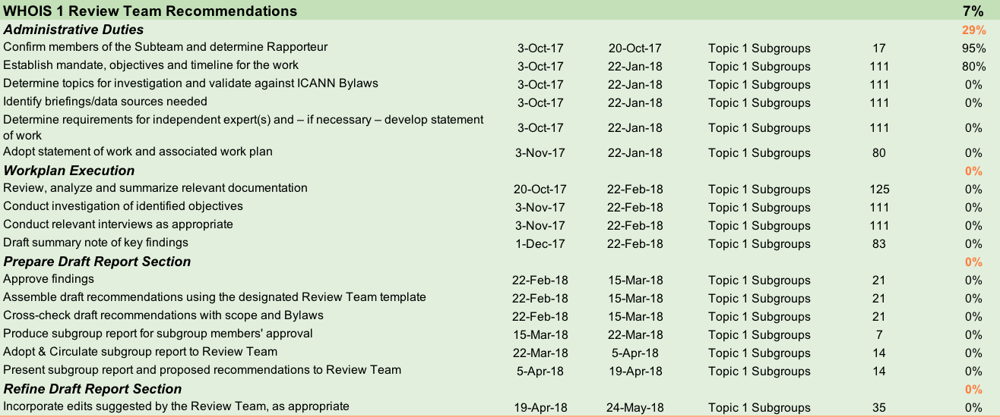 WHOIS 1 Review Team Recommendations 7%
Administrative Duties 29%
Confirm members of the Subteam and determine Rapporteur 3-Oct-17 20-Oct-17 Topic 1 Subgroups 17 95%
Establish mandate, objectives and timeline for the work 3-Oct-17 22-Jan-18 Topic 1 Subgroups 111 80%
Determine topics for investigation and validate against ICANN Bylaws 3-Oct-17 22-Jan-18 Topic 1 Subgroups 111 0%
Identify briefings/data sources needed 3-Oct-17 22-Jan-18 Topic 1 Subgroups 111 0%
Determine requirements for independent expert(s) and – if necessary – develop statement
of work 3-Oct-17 22-Jan-18 Topic 1 Subgroups 111 0%
Adopt statement of work and associated work plan 3-Nov-17 22-Jan-18 Topic 1 Subgroups 80 0%
Workplan Execution 0%
Review, analyze and summarize relevant documentation 20-Oct-17 22-Feb-18 Topic 1 Subgroups 125 0%
Conduct investigation of identified objectives 3-Nov-17 22-Feb-18 Topic 1 Subgroups 111 0%
Conduct relevant interviews as appropriate 3-Nov-17 22-Feb-18 Topic 1 Subgroups 111 0%
Draft summary note of key findings 1-Dec-17 22-Feb-18 Topic 1 Subgroups 83 0%
Prepare Draft Report Section 0%
Approve findings 22-Feb-18 15-Mar-18 Topic 1 Subgroups 21 0%
Assemble draft recommendations using the designated Review Team template 22-Feb-18 15-Mar-18 Topic 1 Subgroups 21 0%
Cross-check draft recommendations with scope and Bylaws 22-Feb-18 15-Mar-18 Topic 1 Subgroups 21 0%
Produce subgroup report for subgroup members' approval 15-Mar-18 22-Mar-18 Topic 1 Subgroups 7 0%
Adopt & Circulate subgroup report to Review Team 22-Mar-18 5-Apr-18 Topic 1 Subgroups 14 0%
Present subgroup report and proposed recommendations to Review Team 5-Apr-18 19-Apr-18 Topic 1 Subgroups 14 0%
Refine Draft Report Section 0%
Incorporate edits suggested by the Review Team, as appropriate 19-Apr-18 24-May-18 Topic 1 Subgroups 35 0%